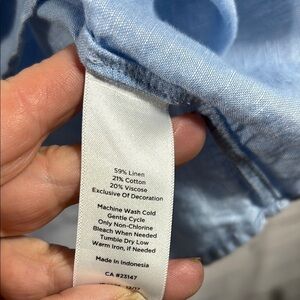 59% Linen
21% Cotton
20% Viscose
Exclusive Of Decoration
Machine Wash Cold
Gentle Cycle
Only Non-Chlorine
Bleach When Needed
Tumble Dry Low
Warm Iron, If Needed
Made In Indonesia
CA #23147